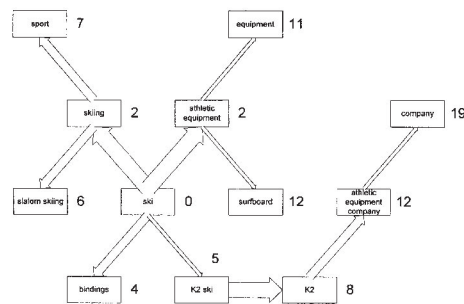 sport 7
equipment 11
skiing 2
athletic
equipment 2
company 19
slalom skiing 6
ski 0
surfboard 12
athletic
equipment
company 12
bindings 4
5
K2 ski
K2 8